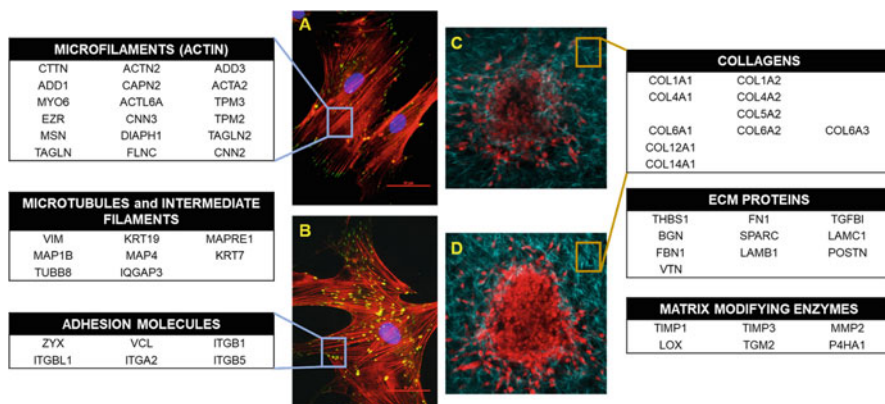 MICROFILAMENTS (ACTIN)
CTTN ACTN2 ADD3
ADD1 CAPN2 ACTA2
MYO6 ACTL6A TPM3
EZR CNN3 TPM2
MSN DIAPH1 TAGLN2
TAGLN FLNC CNN2
MICROTUBULES and INTERMEDIATE
FILAMENTS
VIM KRT19 MAPRE1
MAP1B MAP4 KRT7
TUBB8 IQGAP3
ADHESION MOLECULES
ZYX VCL ITGB1
ITGBL1 ITGA2 ITGB5
A
B
C
D
COLLAGENS
COL1A1 COL1A2
COL4A1 COL4A2
COL5A2
COL6A1 COL6A2 COL6A3
COL12A1
COL14A1
ECM PROTEINS
THBS1 FN1 TGFBI
BGN SPARC LAMC1
FBN1 LAMB1 POSTN
VTN
MATRIX MODIFYING ENZYMES
TIMP1 TIMP3 MMP2
LOX TGM2 P4HA1